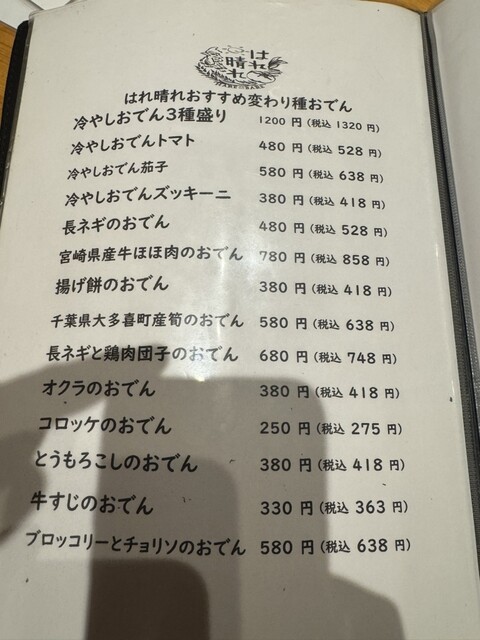 はれ
晴れ
はれ晴れおすすめ変わり種おでん
冷やしおでん3種盛り 1200 円 (税込 1320 円)
冷やしおでんトマト 480 円 (税込 528 円)
冷やしおでん茄子 580 円 (税込 638 円)
冷やしおでんズッキーニ 380 円 (税込 418 円)
長ネギのおでん 480 円 (税込 528 円)
宮崎県産牛ほほ肉のおでん 780 円 (税込 858 円)
揚げ餅のおでん 380 円 (税込 418 円)
千葉県大多喜町産筍のおでん 580 円 (税込 638 円)
長ネギと鶏肉団子のおでん 680 円 (税込 748 円)
オクラのおでん 380 円 (税込 418 円)
コロッケのおでん 250 円 (税込 275 円)
とうもろこしのおでん 380 円 (税込 418 円)
牛すじのおでん 330 円 (税込 363 円)
ブロッコリーとチョリソのおでん 580 円 (税込 638 円)